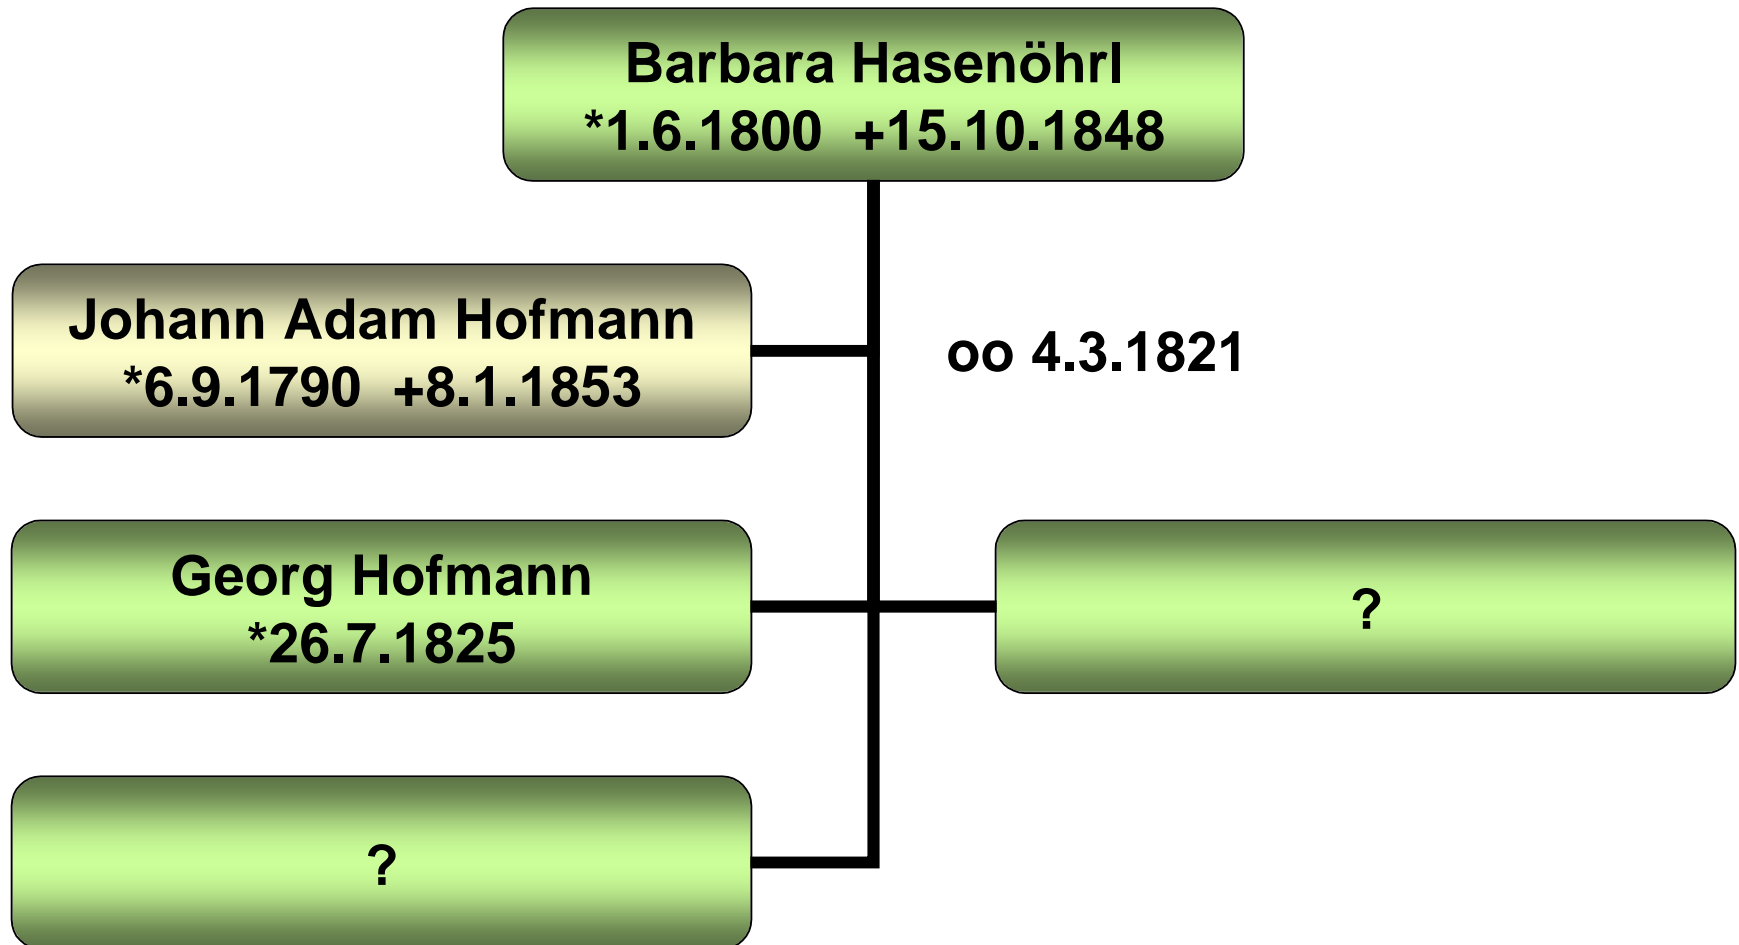 Barbara Hasenöhrl
*1.6.1800  +15.10.1848
Johann Adam Hofmann
*6.9.1790  +8.1.1853
oo 4.3.1821
Georg Hofmann
*26.7.1825
?
?